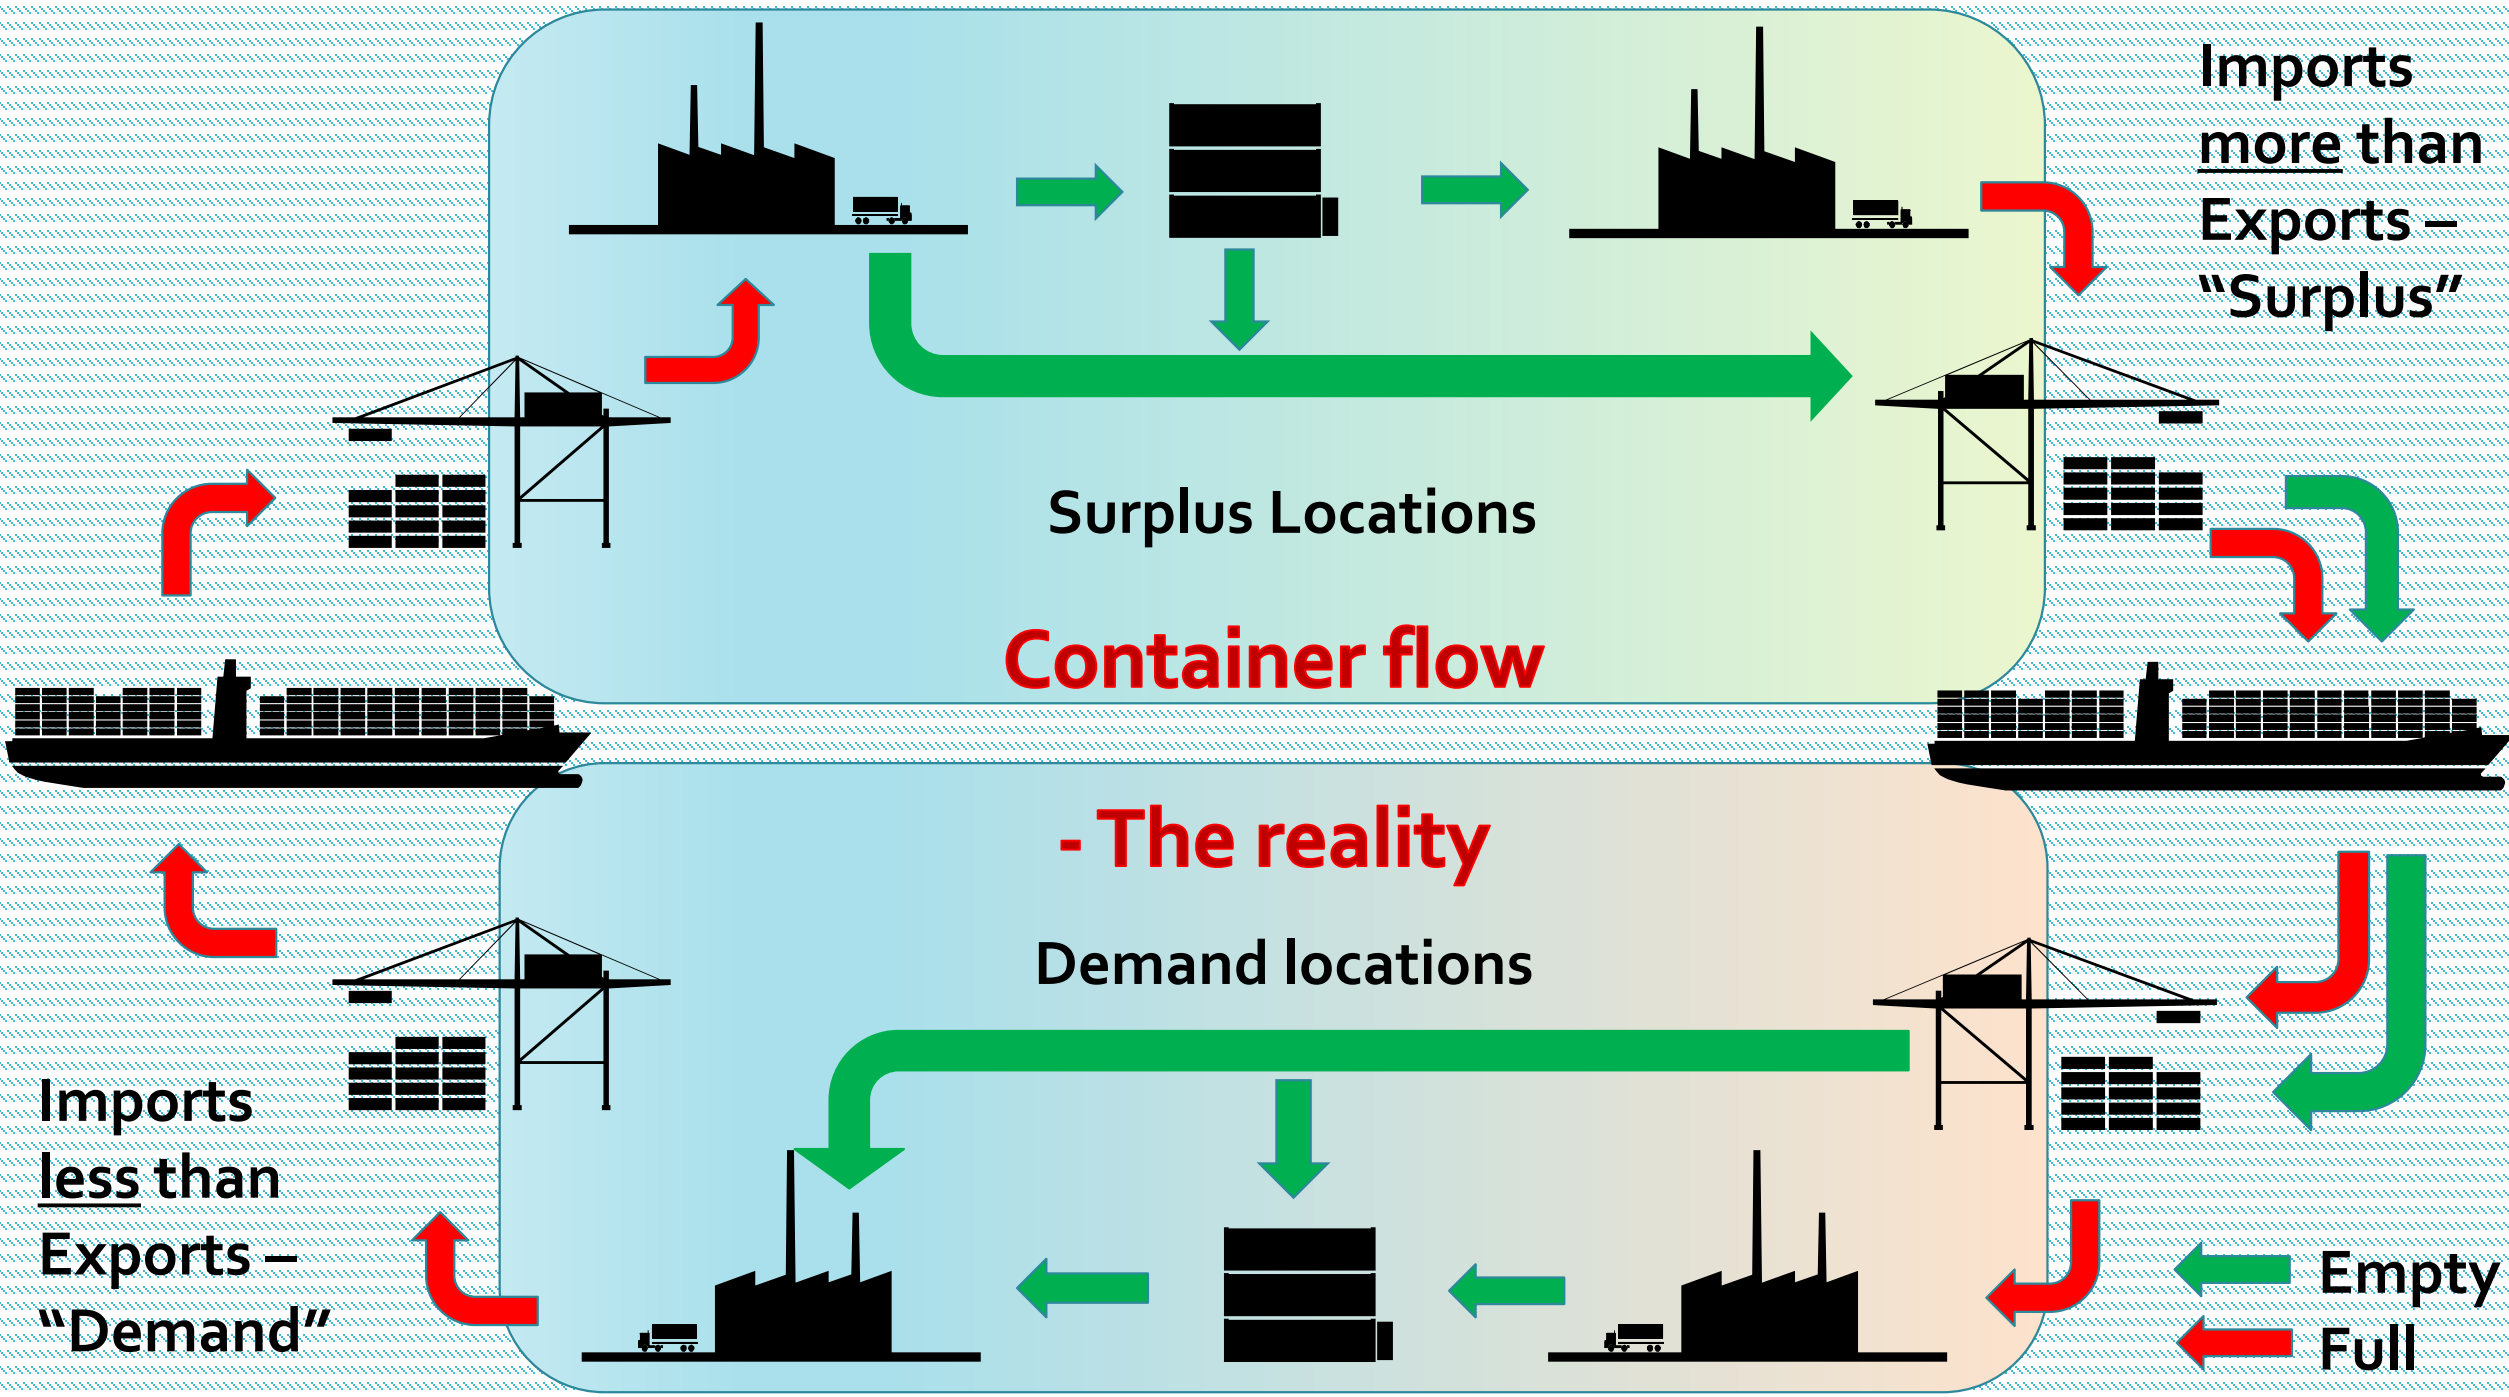 Imports
more than
Exports –
“Surplus”
Surplus Locations
Container flow
- The reality
Demand locations
Imports
less than
Exports –
“Demand”
Empty
Full